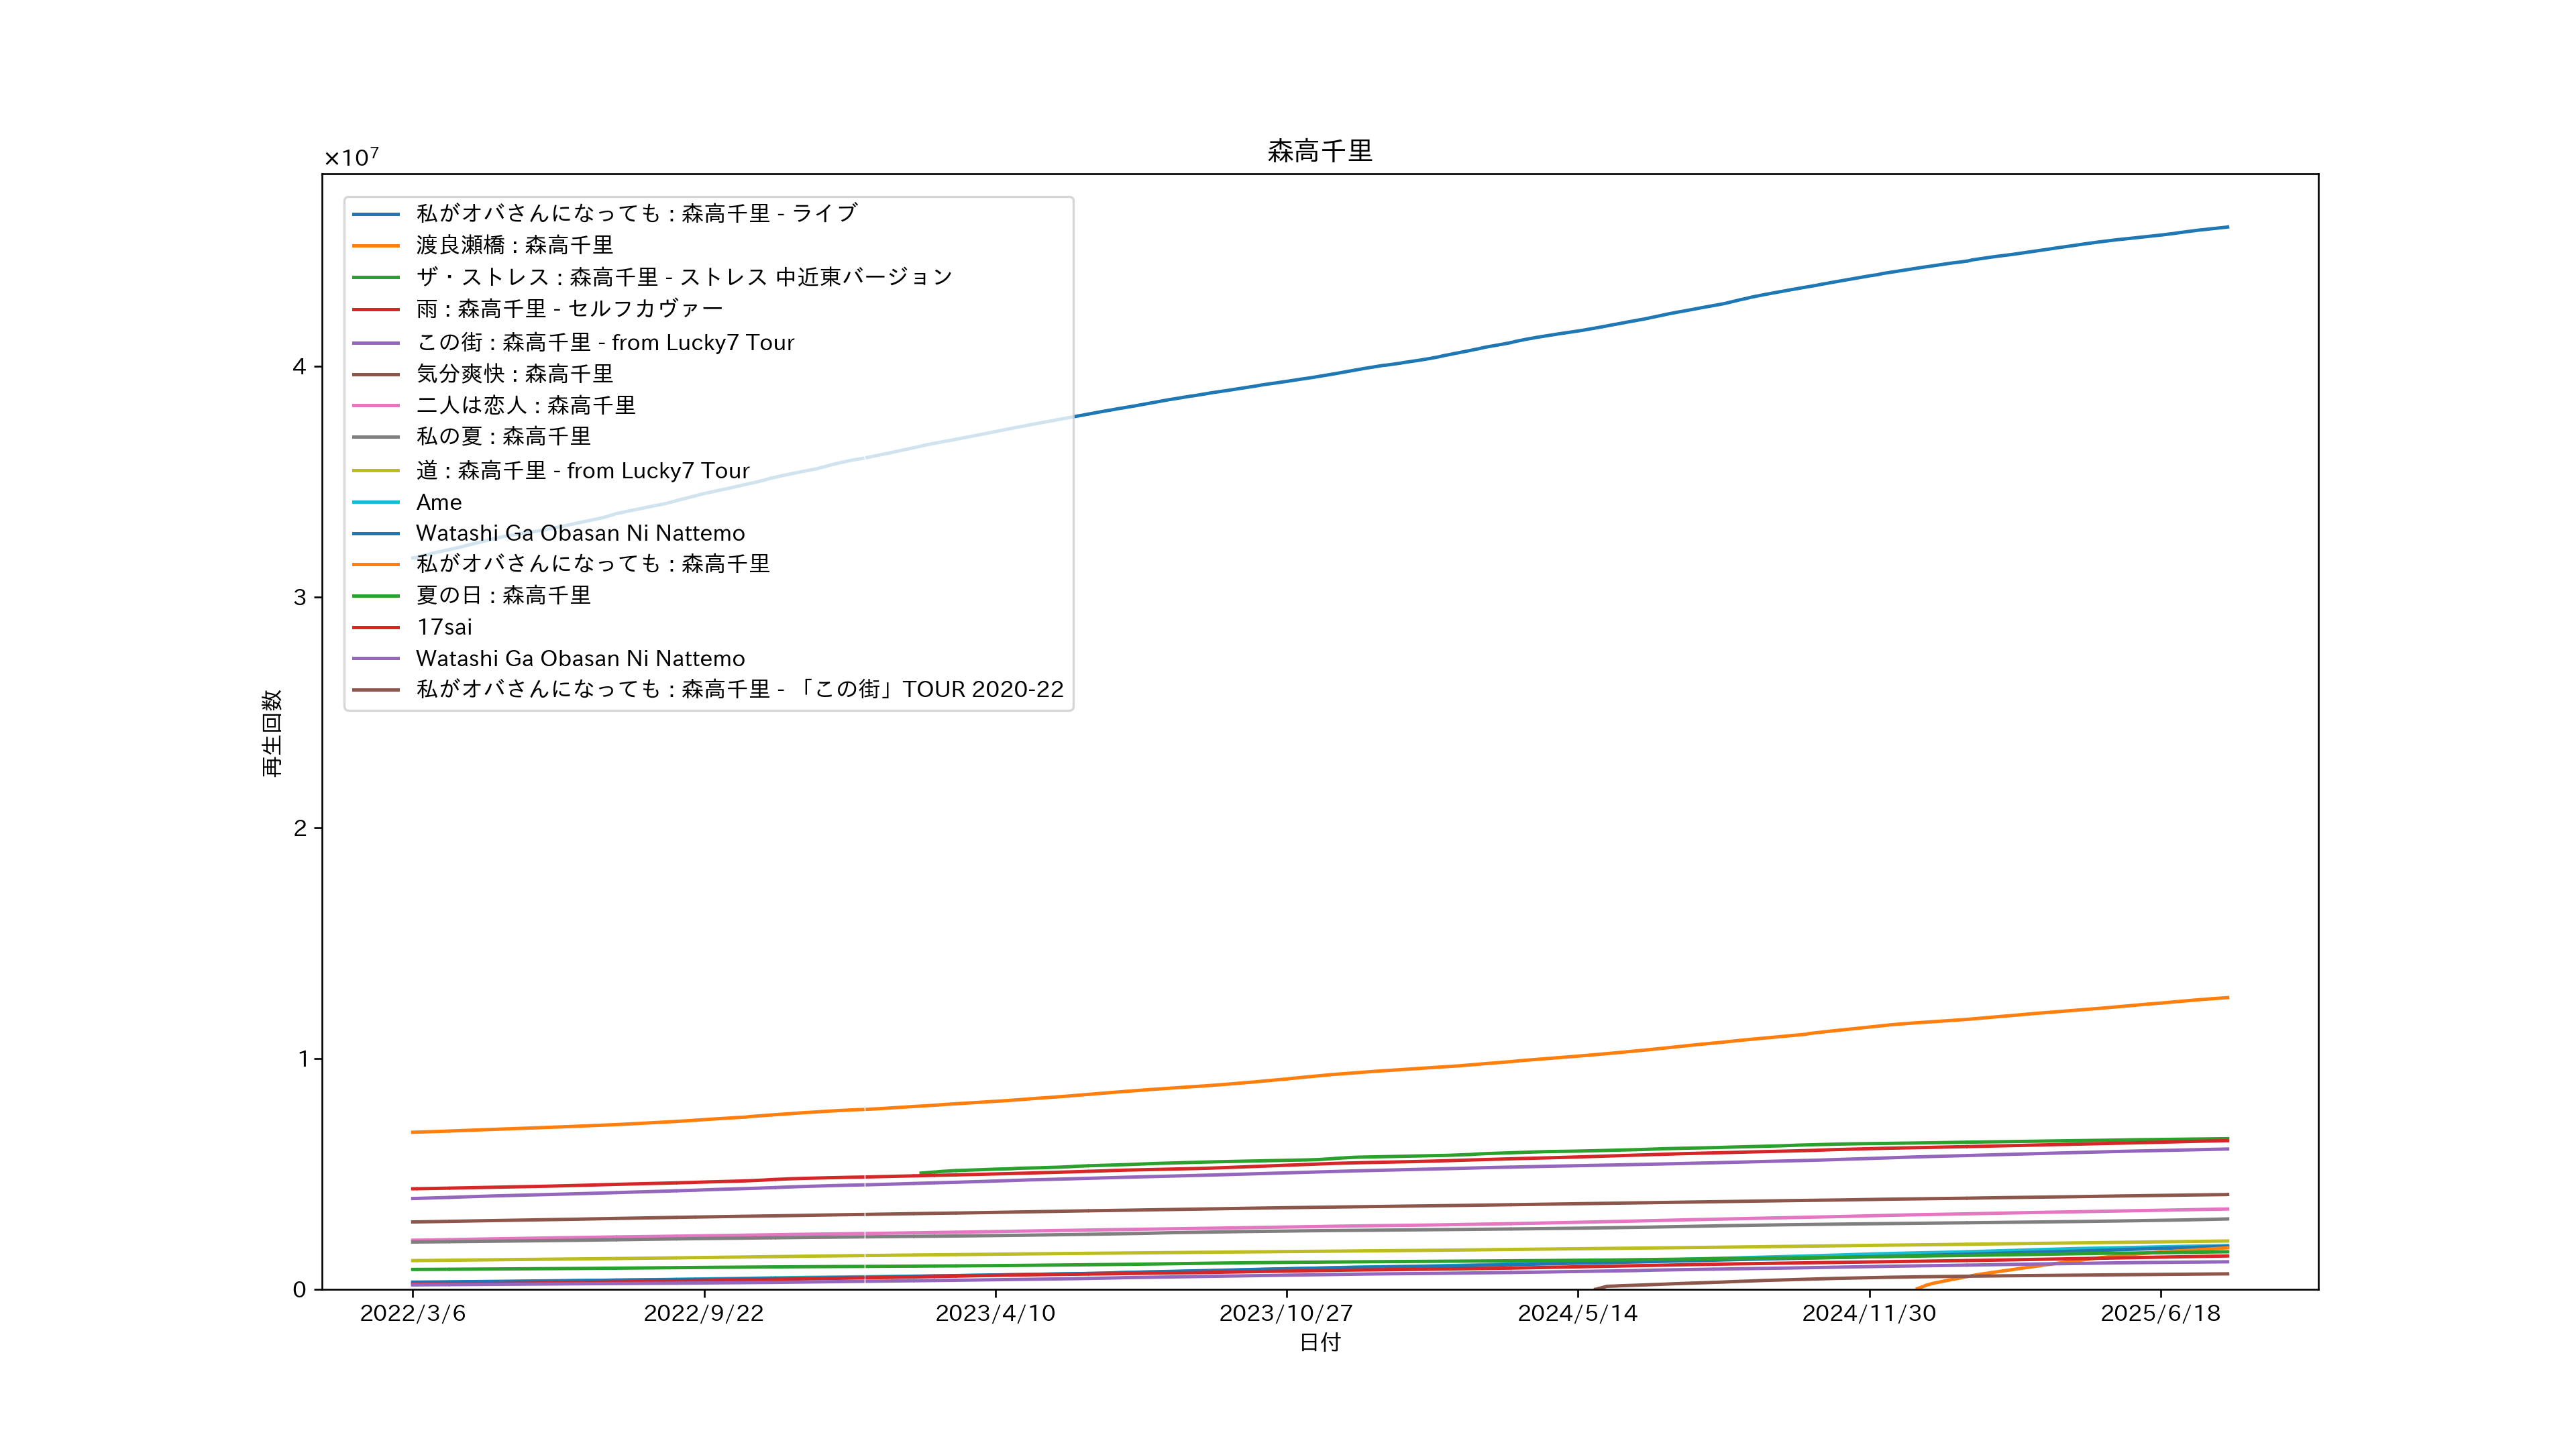 森高千里
×10⁷
私がオバさんになっても : 森高千里 - ライブ
渡良瀬橋 : 森高千里
ザ・ストレス : 森高千里 - ストレス 中近東バージョン
雨 : 森高千里 - セルフカヴァー
この街 : 森高千里 - from Lucky7 Tour
気分爽快 : 森高千里
二人は恋人 : 森高千里
私の夏 : 森高千里
道 : 森高千里 - from Lucky7 Tour
Ame
Watashi Ga Obasan Ni Nattemo
私がオバさんになっても : 森高千里
夏の日 : 森高千里
17sai
Watashi Ga Obasan Ni Nattemo
私がオバさんになっても : 森高千里 - 「この街」TOUR 2020-22
4
3
2
1
0
再生回数
2022/3/6 2022/9/22 2023/4/10 2023/10/27 2024/5/14 2024/11/30 2025/6/18
日付